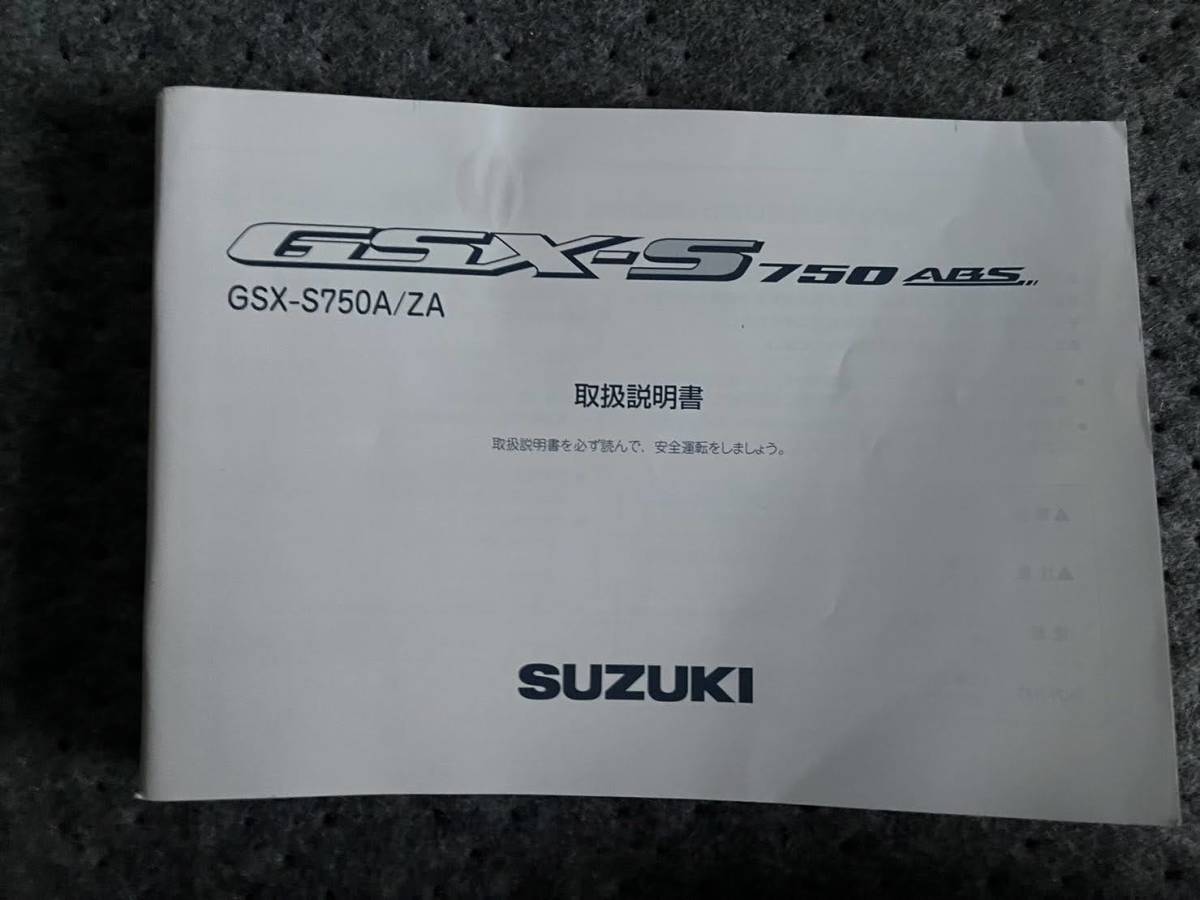 GSX-S750 ABS
GSX-S750A/ZA
取扱説明書
取扱説明書を必ず読んで、安全運転をしましょう。
SUZUKI